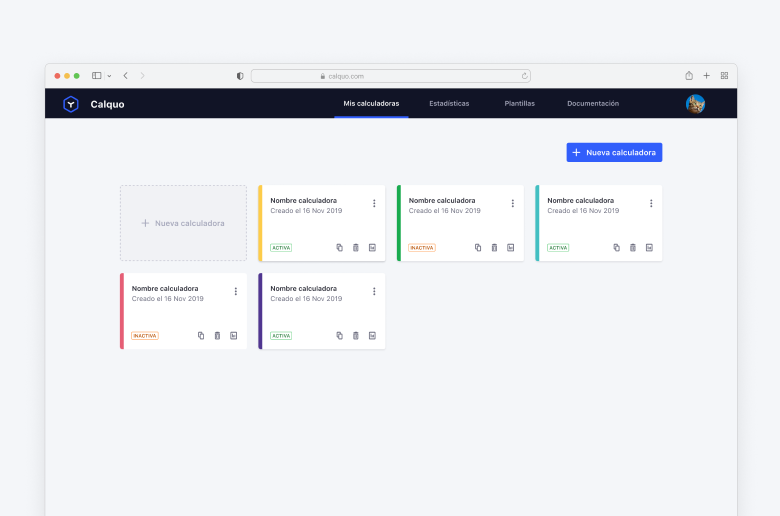 calquo.com
Calquo
Mis calculadoras
Estadísticas
Plantillas
Documentación
+ Nueva calculadora
+ Nueva calculadora
Nombre calculadora
Creado el 16 Nov 2019
ACTIVA
Nombre calculadora
Creado el 16 Nov 2019
INACTIVA
Nombre calculadora
Creado el 16 Nov 2019
ACTIVA
Nombre calculadora
Creado el 16 Nov 2019
INACTIVA
Nombre calculadora
Creado el 16 Nov 2019
ACTIVA